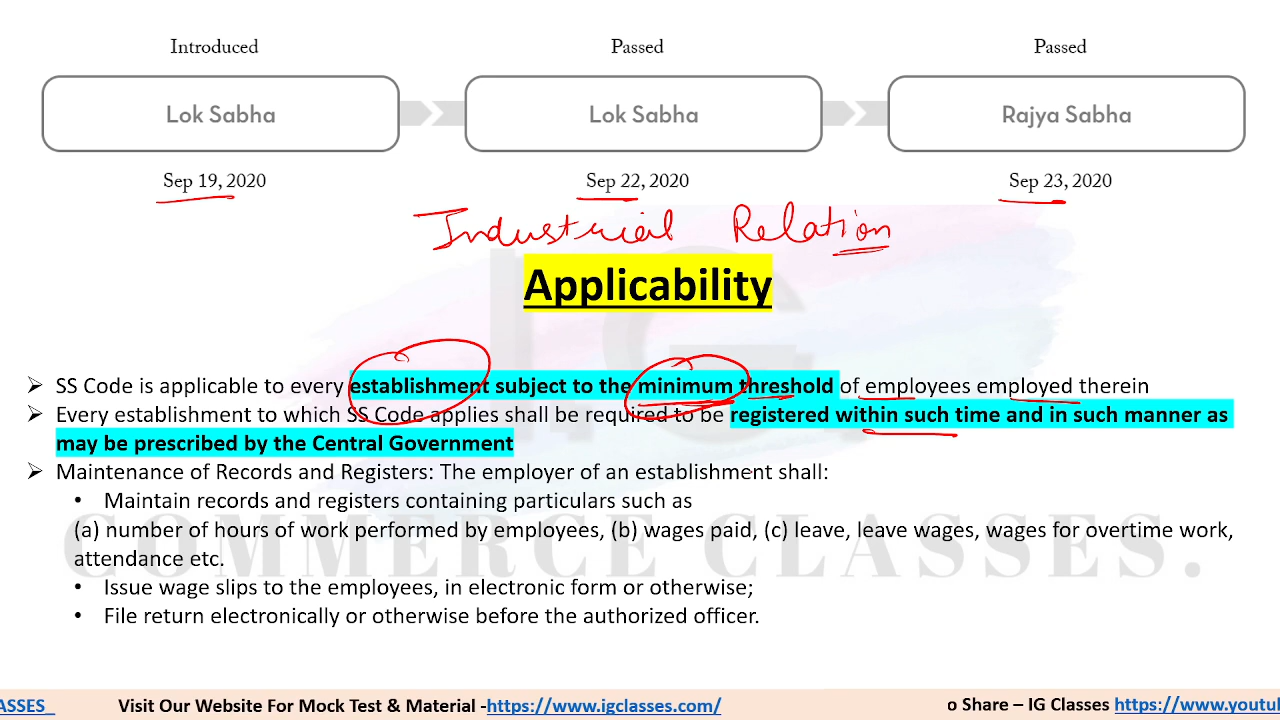 Introduced Passed Passed
Lok Sabha Lok Sabha Rajya Sabha
Sep 19, 2020 Sep 22, 2020 Sep 23, 2020
Industrial Relation
Applicability
➤ SS Code is applicable to every establishment subject to the minimum threshold of employees employed therein
➤ Every establishment to which SS Code applies shall be required to be registered within such time and in such manner as
may be prescribed by the Central Government
➤ Maintenance of Records and Registers: The employer of an establishment shall:
• Maintain records and registers containing particulars such as
(a) number of hours of work performed by employees, (b) wages paid, (c) leave, leave wages, wages for overtime work,
attendance etc.
• Issue wage slips to the employees, in electronic form or otherwise;
• File return electronically or otherwise before the authorized officer.
IG
COMMERCE CLASSES.
ASSES_ Visit Our Website For Mock Test & Material -https://www.igclasses.com/ o Share – IG Classes https://www.youtu